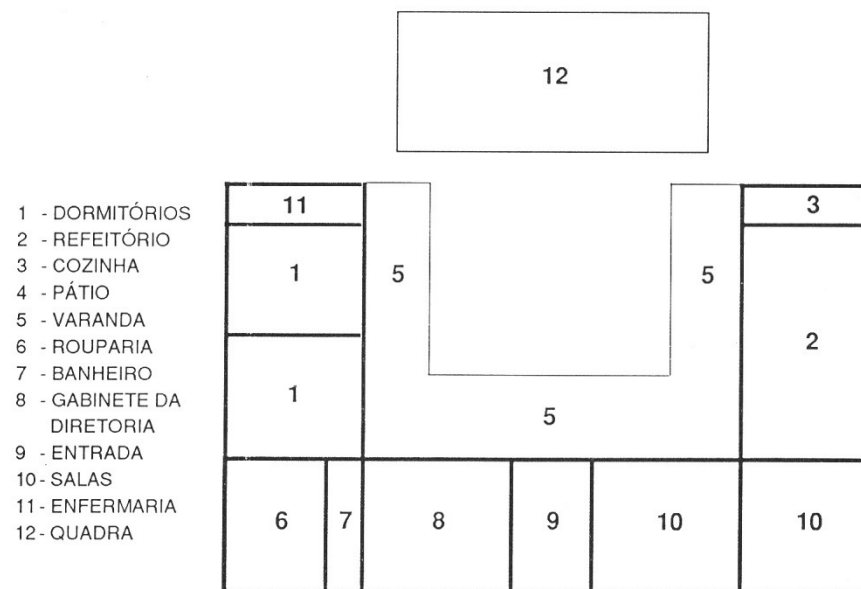 12
11
3
1 - DORMITÓRIOS
2 - REFEITÓRIO
3 - COZINHA
4 - PÁTIO
5 - VARANDA
6 - ROUPARIA
7 - BANHEIRO
8 - GABINETE DA
DIRETORIA
9 - ENTRADA
10 - SALAS
11 - ENFERMARIA
12 - QUADRA
1
5
5
2
1
5
6
7
8
9
10
10